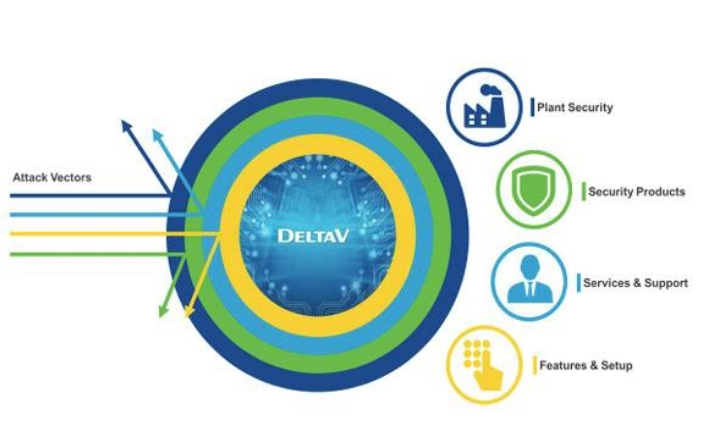 Attack Vectors
DELTAV
Plant Security
Security Products
Services & Support
Features & Setup